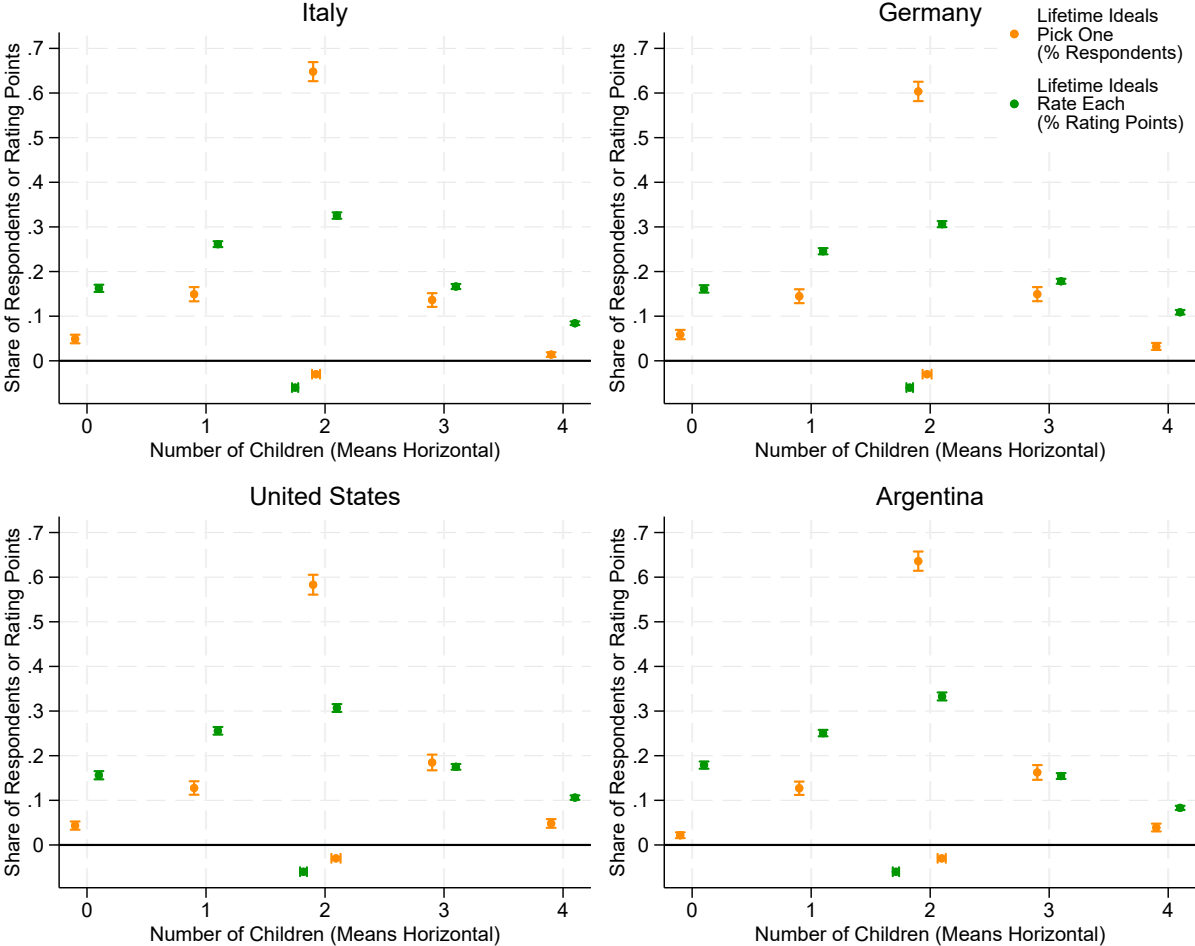 Italy
Share of Respondents or Rating Points
.7
.6
.5
.4
.3
.2
.1
0
0 1 2 3 4
Number of Children (Means Horizontal)
Germany
Lifetime Ideals
Pick One
(% Respondents)
Lifetime Ideals
Rate Each
(% Rating Points)
Share of Respondents or Rating Points
.7
.6
.5
.4
.3
.2
.1
0
0 1 2 3 4
Number of Children (Means Horizontal)
United States
Share of Respondents or Rating Points
.7
.6
.5
.4
.3
.2
.1
0
0 1 2 3 4
Number of Children (Means Horizontal)
Argentina
Share of Respondents or Rating Points
.7
.6
.5
.4
.3
.2
.1
0
0 1 2 3 4
Number of Children (Means Horizontal)